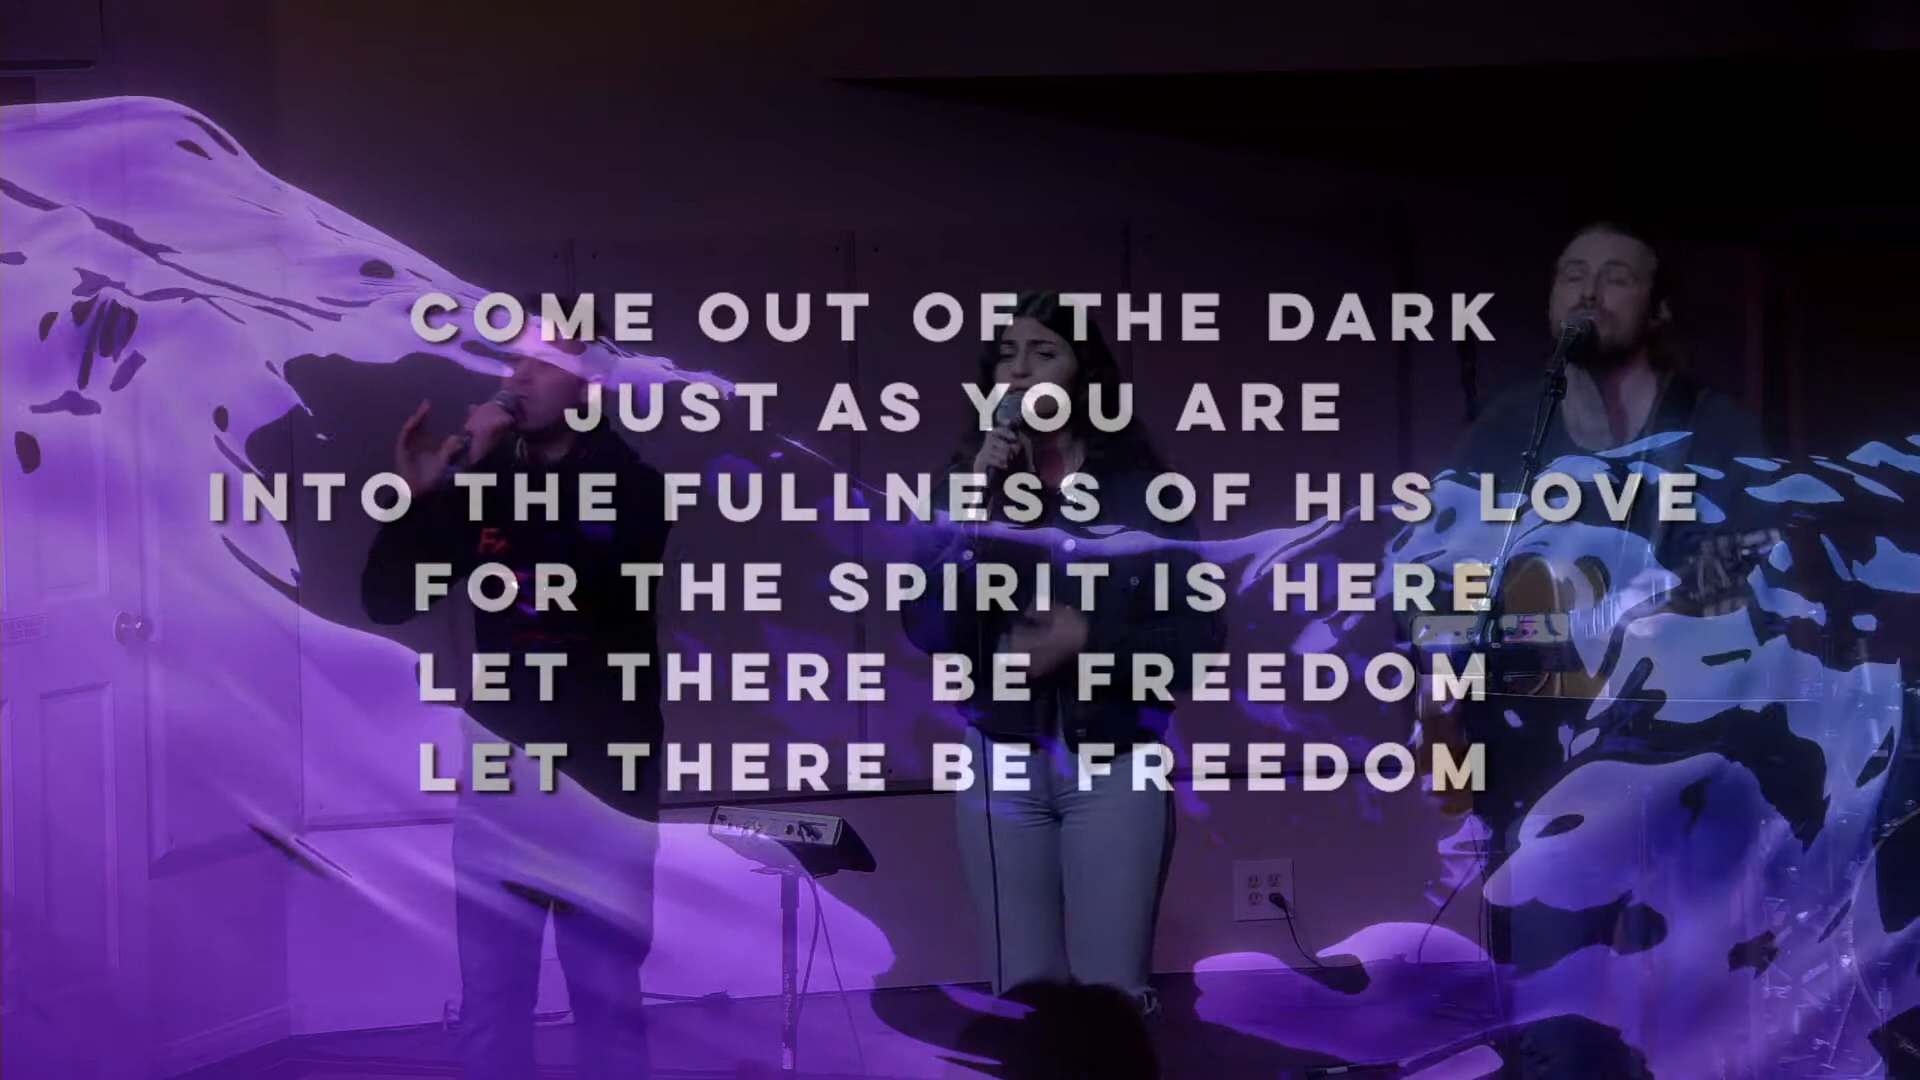 COME OUT OF THE DARK
JUST AS YOU ARE
INTO THE FULLNESS OF HIS LOVE
FOR THE SPIRIT IS HERE
LET THERE BE FREEDOM
LET THERE BE FREEDOM